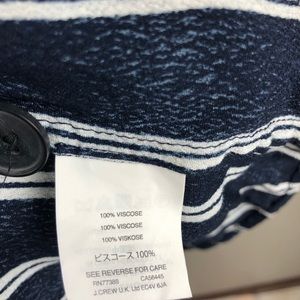 100% VISCOSE
100% VISCOSE
100% VISKOSE
ビスコース 100%
SEE REVERSE FOR CARE
RN77388 CA56445
J.CREW U.K. Ltd EC4V 6JA